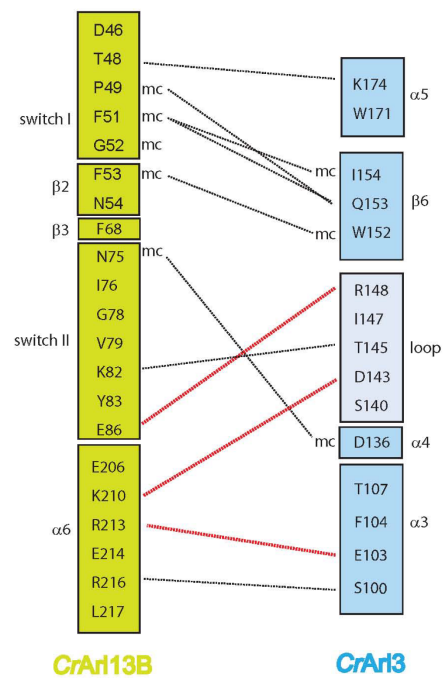 D46
T48
K174
α5
P49 mc
W171
switch I
F51 mc
G52 mc
mc I154
F53 mc
Q153
β6
β2
N54
mc W152
β3
F68
N75 mc
R148
I76
I147
G78
T145
loop
switch II
V79
D143
K82
S140
Y83
E86
mc D136
α4
E206
T107
K210
F104
α3
α6
R213
E103
E214
S100
R216
L217
CrArl13B
CrArl3